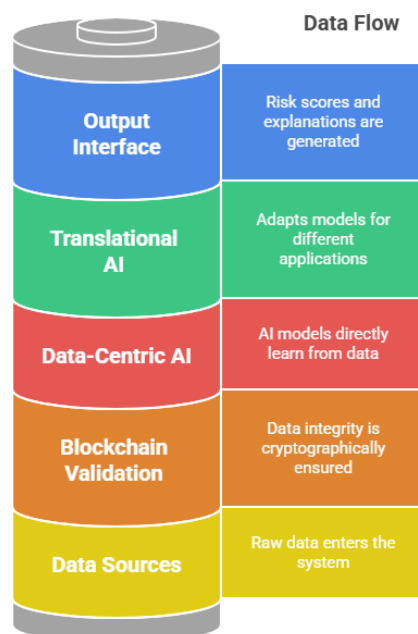 Data Flow
Output
Interface
Risk scores and
explanations are
generated
Translational
AI
Adapts models for
different
applications
Data-Centric AI
AI models directly
learn from data
Blockchain
Validation
Data integrity is
cryptographically
ensured
Data Sources
Raw data enters the
system